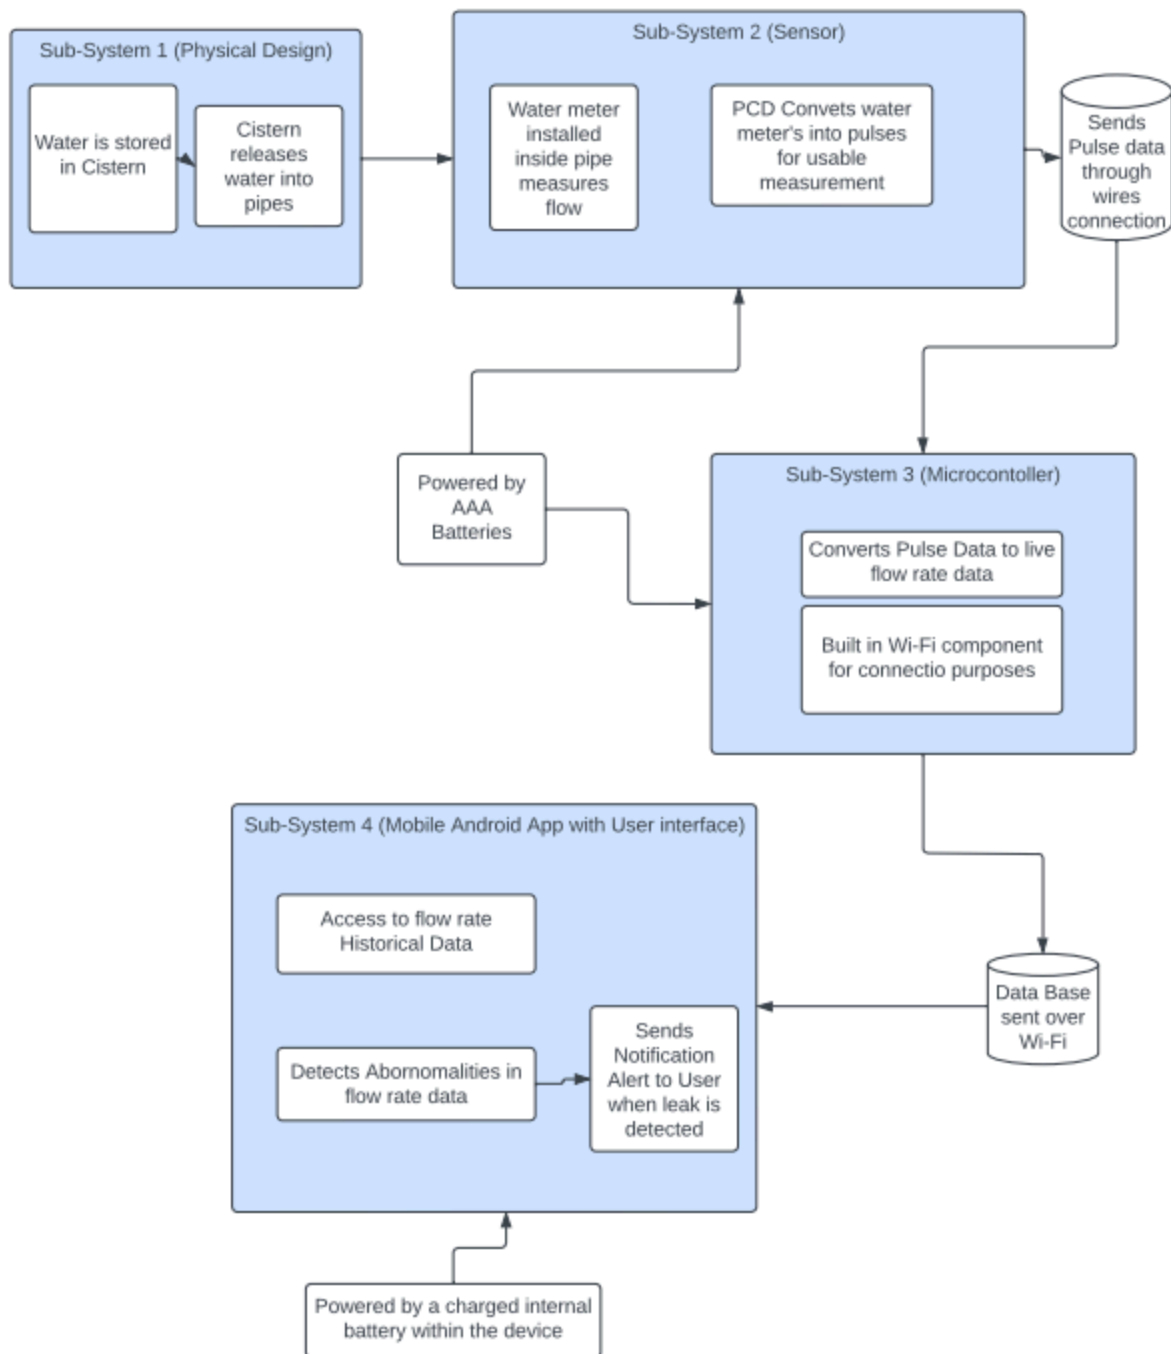 Sub-System 1 (Physical Design)
Water is stored
in Cistern
Cistern
releases
water into
pipes
Sub-System 2 (Sensor)
Water meter
installed
inside pipe
measures
flow
PCD Convets water
meter's into pulses
for usable
measurement
Sends
Pulse data
through
wires
connection
Powered by
AAA
Batteries
Sub-System 3 (Microcontoller)
Converts Pulse Data to live
flow rate data
Built in Wi-Fi component
for connectio purposes
Data Base
sent over
Wi-Fi
Sub-System 4 (Mobile Android App with User interface)
Access to flow rate
Historical Data
Detects Abornomalities in
flow rate data
Sends
Notification
Alert to User
when leak is
detected
Powered by a charged internal
battery within the device